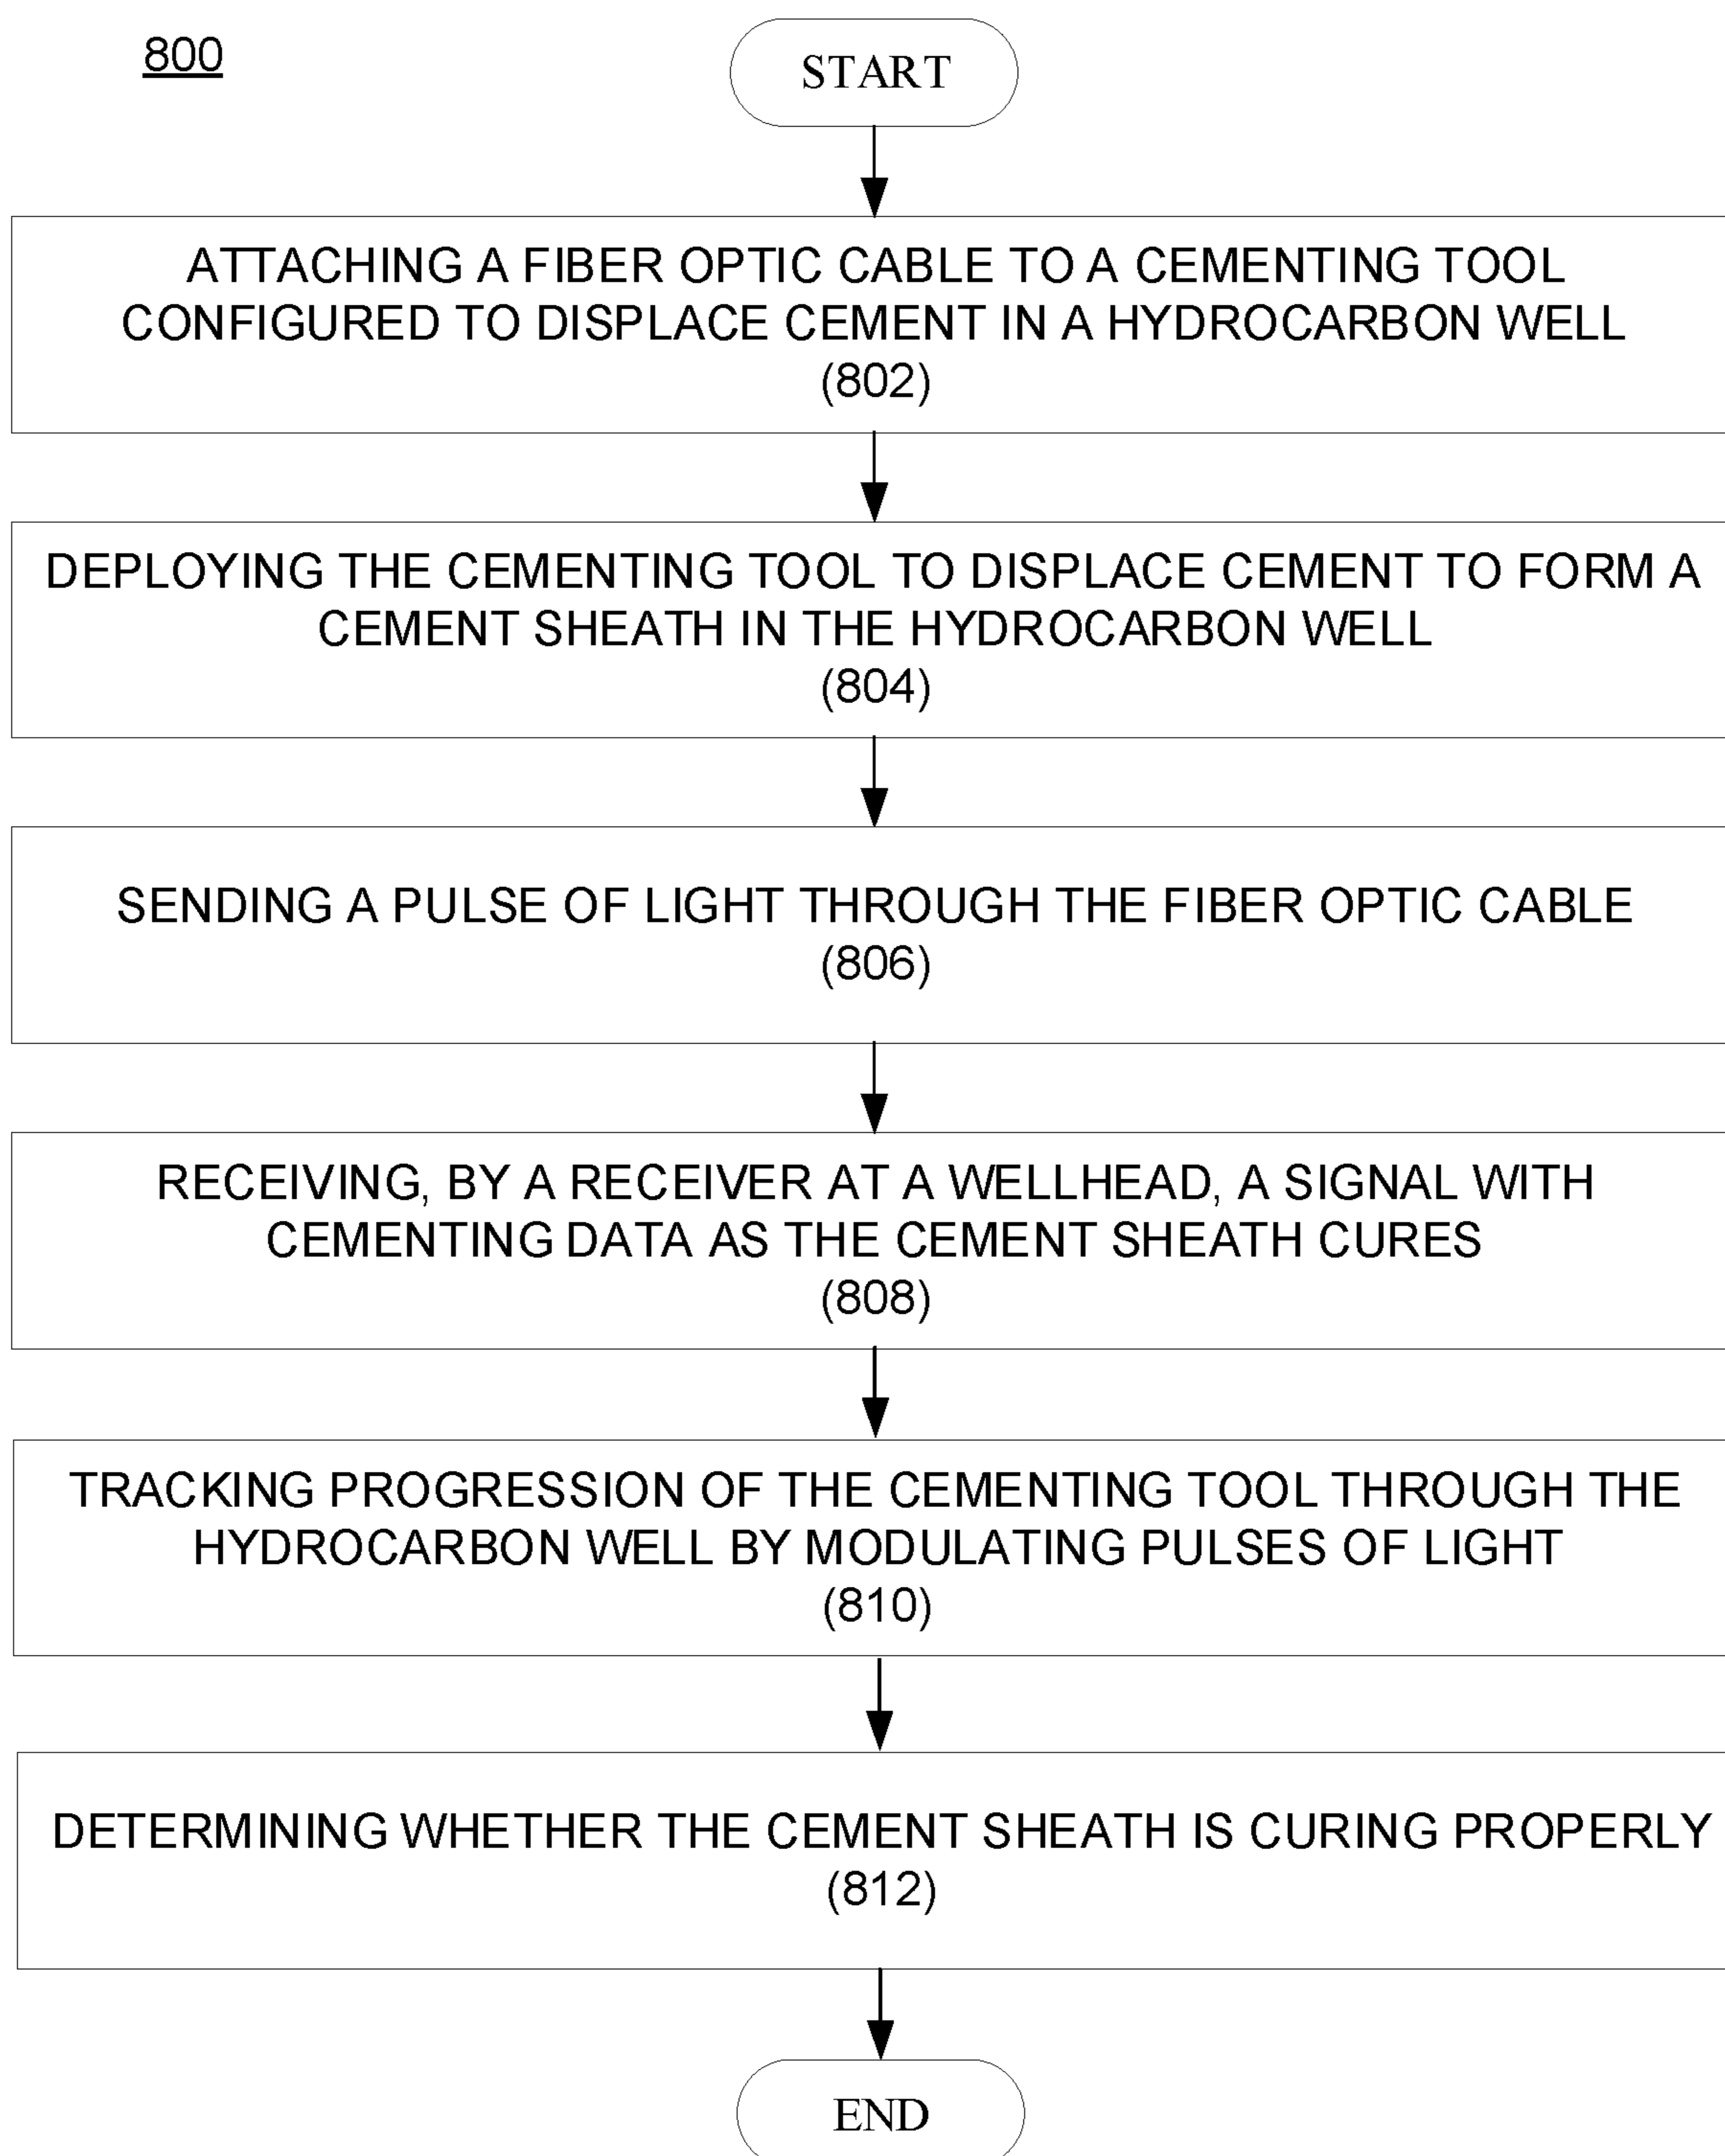 800
START
ATTACHING A FIBER OPTIC CABLE TO A CEMENTING TOOL
CONFIGURED TO DISPLACE CEMENT IN A HYDROCARBON WELL
(802)
DEPLOYING THE CEMENTING TOOL TO DISPLACE CEMENT TO FORM A
CEMENT SHEATH IN THE HYDROCARBON WELL
(804)
SENDING A PULSE OF LIGHT THROUGH THE FIBER OPTIC CABLE
(806)
RECEIVING, BY A RECEIVER AT A WELLHEAD, A SIGNAL WITH
CEMENTING DATA AS THE CEMENT SHEATH CURES
(808)
TRACKING PROGRESSION OF THE CEMENTING TOOL THROUGH THE
HYDROCARBON WELL BY MODULATING PULSES OF LIGHT
(810)
DETERMINING WHETHER THE CEMENT SHEATH IS CURING PROPERLY
(812)
END